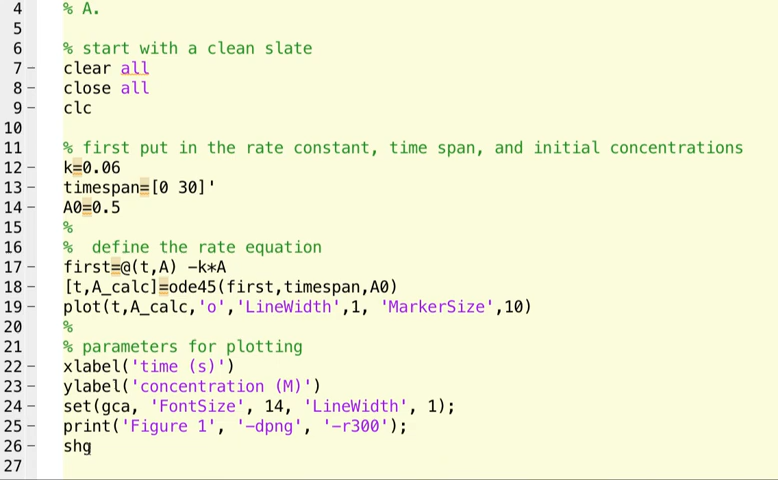 4 % A.
5
6 % start with a clean slate
7 – clear all
8 – close all
9 – clc
10
11 % first put in the rate constant, time span, and initial concentrations
12 – k=0.06
13 – timespan=[0 30]'
14 – A0=0.5
15 %
16 %  define the rate equation
17 – first=@(t,A) -k*A
18 – [t,A_calc]=ode45(first,timespan,A0)
19 – plot(t,A_calc,'o','LineWidth',1, 'MarkerSize',10)
20 %
21 % parameters for plotting
22 – xlabel('time (s)')
23 – ylabel('concentration (M)')
24 – set(gca, 'FontSize', 14, 'LineWidth', 1);
25 – print('Figure 1', '-dpng', '-r300');
26 – shg
27